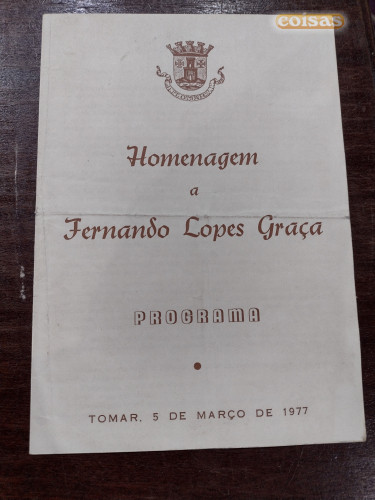 coisas
Homenagem
a
Fernando Lopes Graça
PROGRAMA
TOMAR, 5 DE MARÇO DE 1977